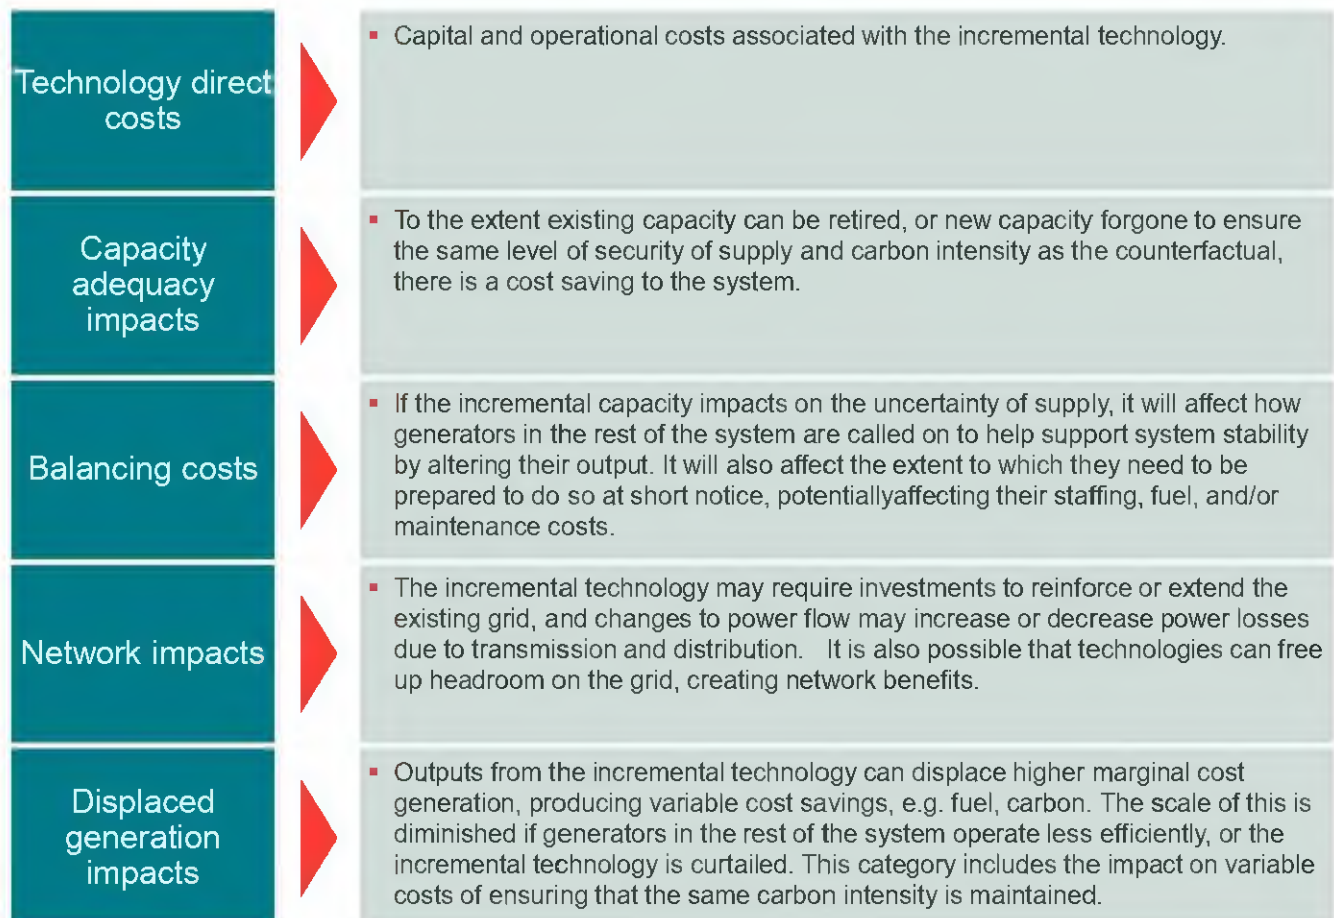 Technology direct
costs
▪ Capital and operational costs associated with the incremental technology.
Capacity
adequacy
impacts
▪ To the extent existing capacity can be retired, or new capacity forgone to ensure
the same level of security of supply and carbon intensity as the counterfactual,
there is a cost saving to the system.
Balancing costs
▪ If the incremental capacity impacts on the uncertainty of supply, it will affect how
generators in the rest of the system are called on to help support system stability
by altering their output. It will also affect the extent to which they need to be
prepared to do so at short notice, potentiallyaffecting their staffing, fuel, and/or
maintenance costs.
Network impacts
▪ The incremental technology may require investments to reinforce or extend the
existing grid, and changes to power flow may increase or decrease power losses
due to transmission and distribution.   It is also possible that technologies can free
up headroom on the grid, creating network benefits.
Displaced
generation
impacts
▪ Outputs from the incremental technology can displace higher marginal cost
generation, producing variable cost savings, e.g. fuel, carbon. The scale of this is
diminished if generators in the rest of the system operate less efficiently, or the
incremental technology is curtailed. This category includes the impact on variable
costs of ensuring that the same carbon intensity is maintained.